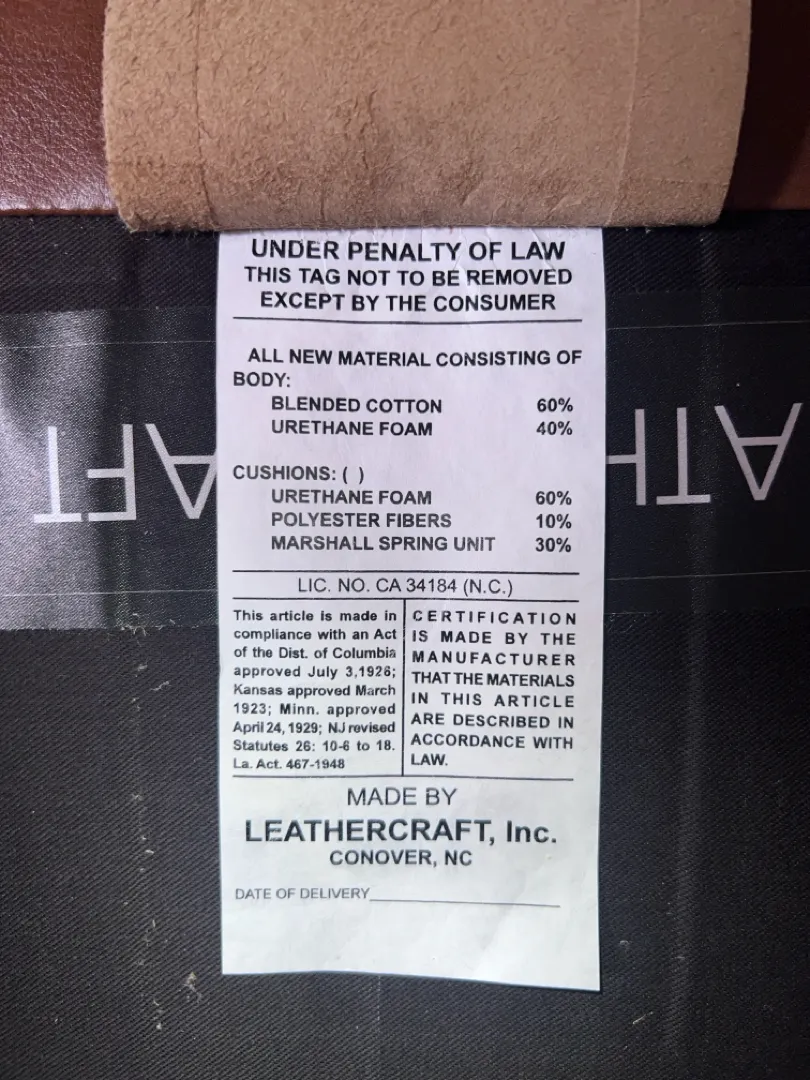 UNDER PENALTY OF LAW
THIS TAG NOT TO BE REMOVED
EXCEPT BY THE CONSUMER
ALL NEW MATERIAL CONSISTING OF
BODY:
BLENDED COTTON 60%
URETHANE FOAM 40%
CUSHIONS: ( )
URETHANE FOAM 60%
POLYESTER FIBERS 10%
MARSHALL SPRING UNIT 30%
LIC. NO. CA 34184 (N.C.)
This article is made in
compliance with an Act
of the Dist. of Columbia
approved July 3,1926;
Kansas approved March
1923; Minn. approved
April 24, 1929; NJ revised
Statutes 26: 10-6 to 18.
La. Act. 467-1948
CERTIFICATION
IS MADE BY THE
MANUFACTURER
THAT THE MATERIALS
IN THIS ARTICLE
ARE DESCRIBED IN
ACCORDANCE WITH
LAW.
MADE BY
LEATHERCRAFT, Inc.
CONOVER, NC
DATE OF DELIVERY
ATH
AFT